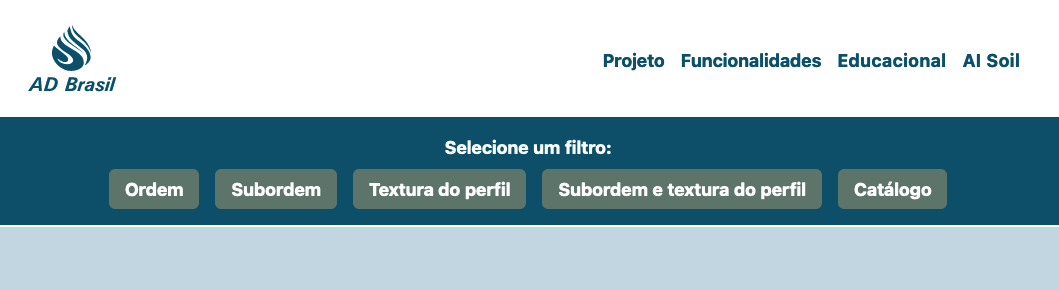 AD Brasil
Projeto Funcionalidades Educacional AI Soil
Selecione um filtro:
Ordem Subordem Textura do perfil Subordem e textura do perfil Catálogo